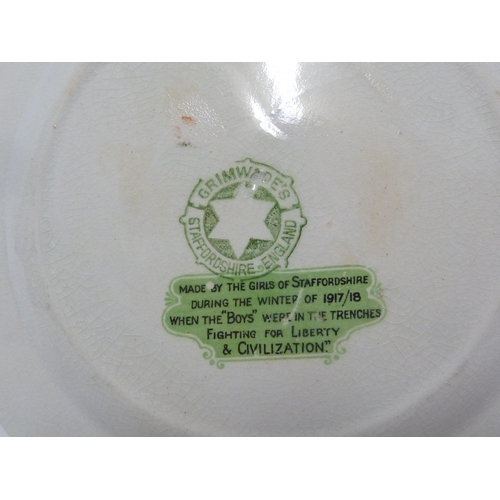 GRIMWADE'S
STAFFORDSHIRE ENGLAND
MADE BY THE GIRLS OF STAFFORDSHIRE
DURING THE WINTER OF 1917/18
WHEN THE "BOYS" WERE IN THE TRENCHES
FIGHTING FOR LIBERTY
& CIVILIZATION."